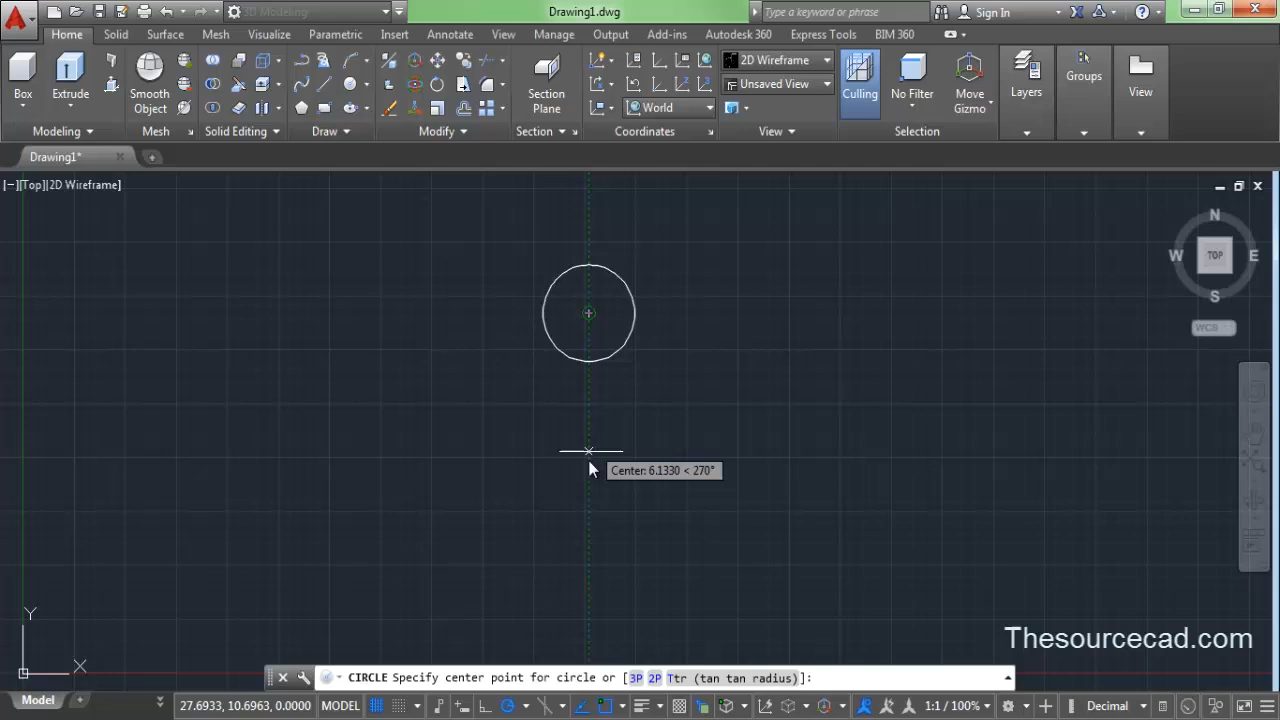 3D Modeling
Drawing1.dwg
Type a keyword or phrase
Sign In
Home Solid Surface Mesh Visualize Parametric Insert Annotate View Manage Output Add-ins Autodesk 360 Express Tools BIM 360
2D Wireframe
Unsaved View
World
Box Extrude Smooth Object Section Plane Culling No Filter Move Gizmo Layers Groups View
Modeling Mesh Solid Editing Draw Modify Section Coordinates View Selection
Drawing1*
[−][Top][2D Wireframe]
N
W TOP E
S
WCS
Center: 6.1330 < 270°
Y
X
Thesourcecad.com
CIRCLE Specify center point for circle or [3P 2P Ttr (tan tan radius)]:
Model
27.6933, 10.6963, 0.0000 MODEL 1:1 / 100% Decimal